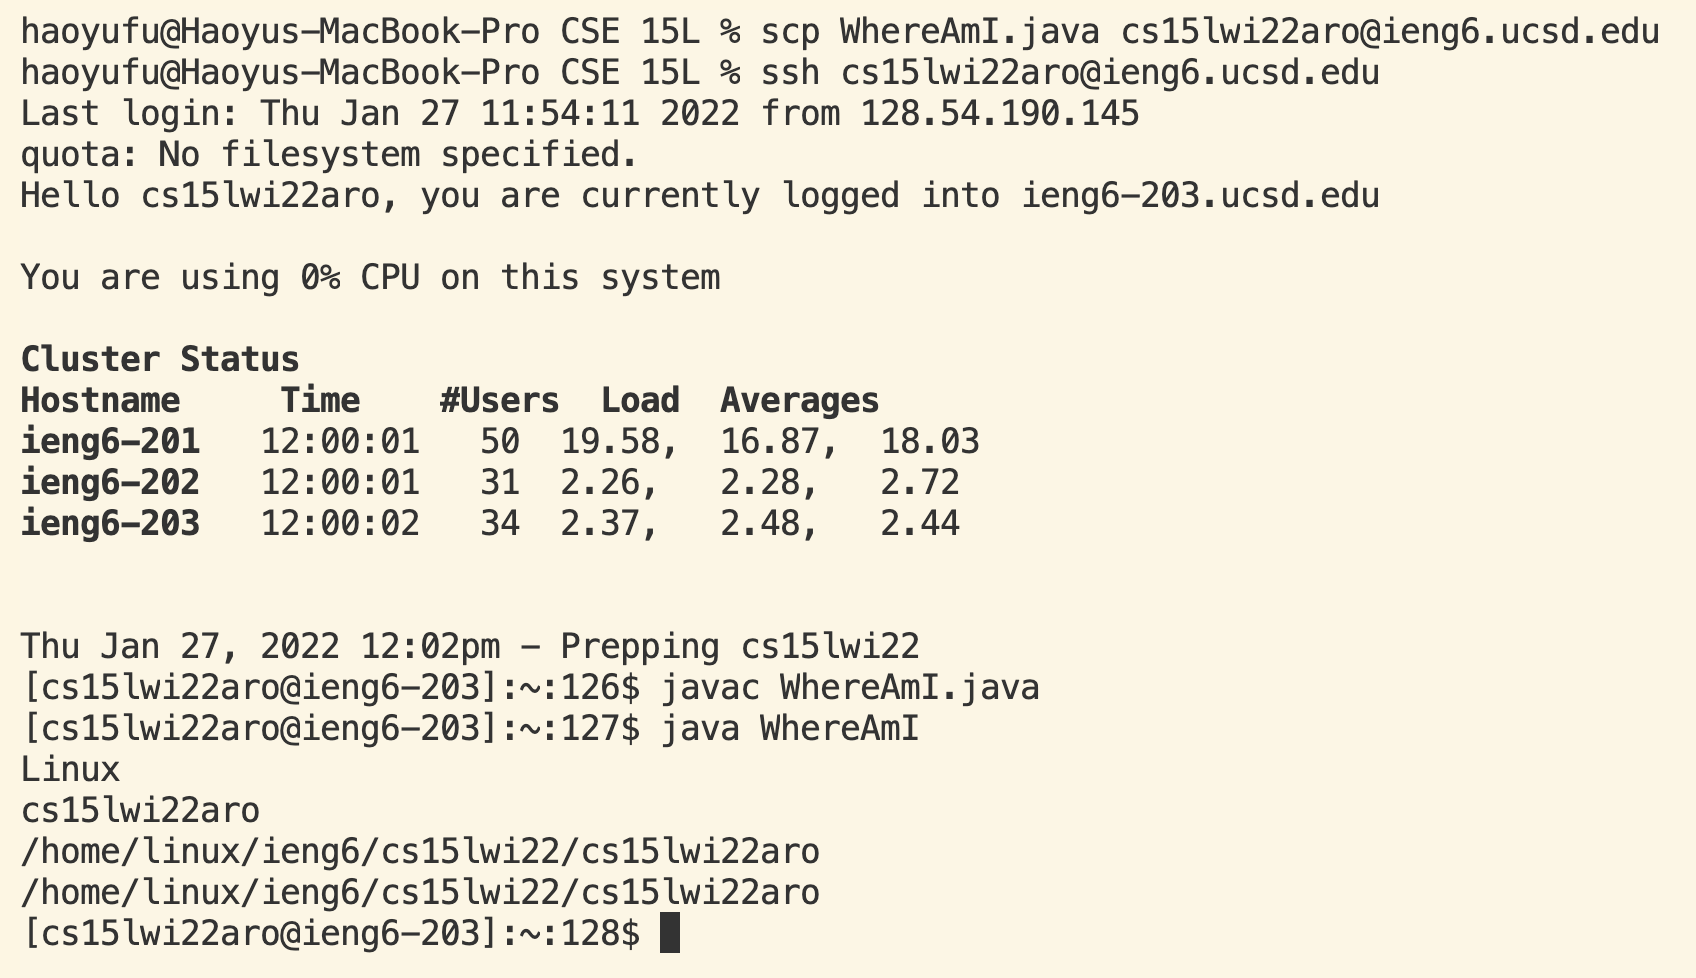 haoyufu@Haoyus-MacBook-Pro CSE 15L % scp WhereAmI.java cs15lwi22aro@ieng6.ucsd.edu
haoyufu@Haoyus-MacBook-Pro CSE 15L % ssh cs15lwi22aro@ieng6.ucsd.edu
Last login: Thu Jan 27 11:54:11 2022 from 128.54.190.145
quota: No filesystem specified.
Hello cs15lwi22aro, you are currently logged into ieng6-203.ucsd.edu
You are using 0% CPU on this system
Cluster Status
Hostname     Time    #Users  Load  Averages
ieng6-201   12:00:01   50  19.58,  16.87,  18.03
ieng6-202   12:00:01   31  2.26,   2.28,   2.72
ieng6-203   12:00:02   34  2.37,   2.48,   2.44
Thu Jan 27, 2022 12:02pm - Prepping cs15lwi22
[cs15lwi22aro@ieng6-203]:~:126$ javac WhereAmI.java
[cs15lwi22aro@ieng6-203]:~:127$ java WhereAmI
Linux
cs15lwi22aro
/home/linux/ieng6/cs15lwi22/cs15lwi22aro
/home/linux/ieng6/cs15lwi22/cs15lwi22aro
[cs15lwi22aro@ieng6-203]:~:128$